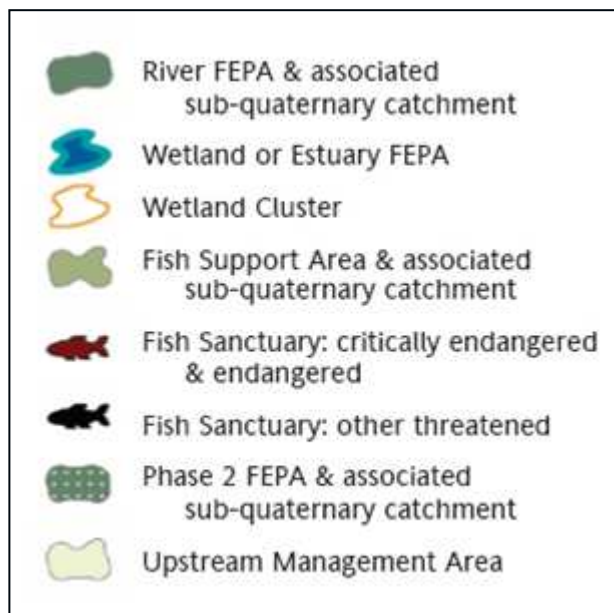 River FEPA & associated
sub-quaternary catchment
Wetland or Estuary FEPA
Wetland Cluster
Fish Support Area & associated
sub-quaternary catchment
Fish Sanctuary: critically endangered
& endangered
Fish Sanctuary: other threatened
Phase 2 FEPA & associated
sub-quaternary catchment
Upstream Management Area